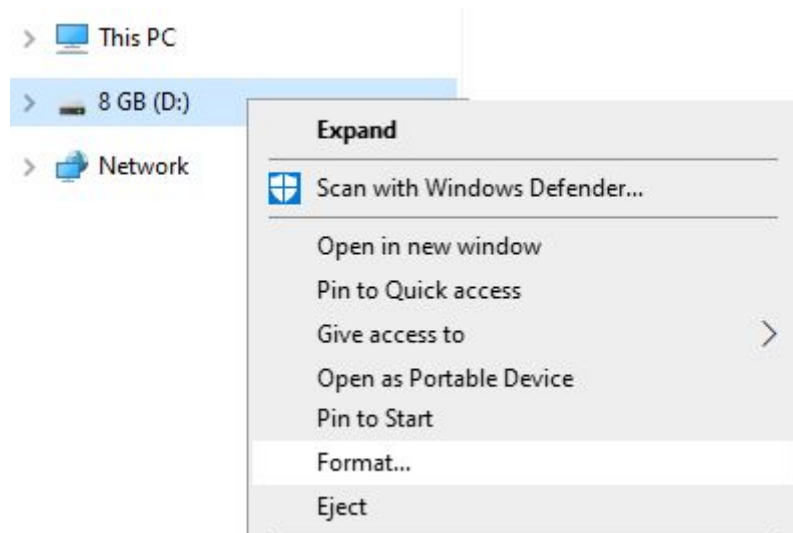 This PC
8 GB (D:)
Network
Expand
Scan with Windows Defender...
Open in new window
Pin to Quick access
Give access to
Open as Portable Device
Pin to Start
Format...
Eject